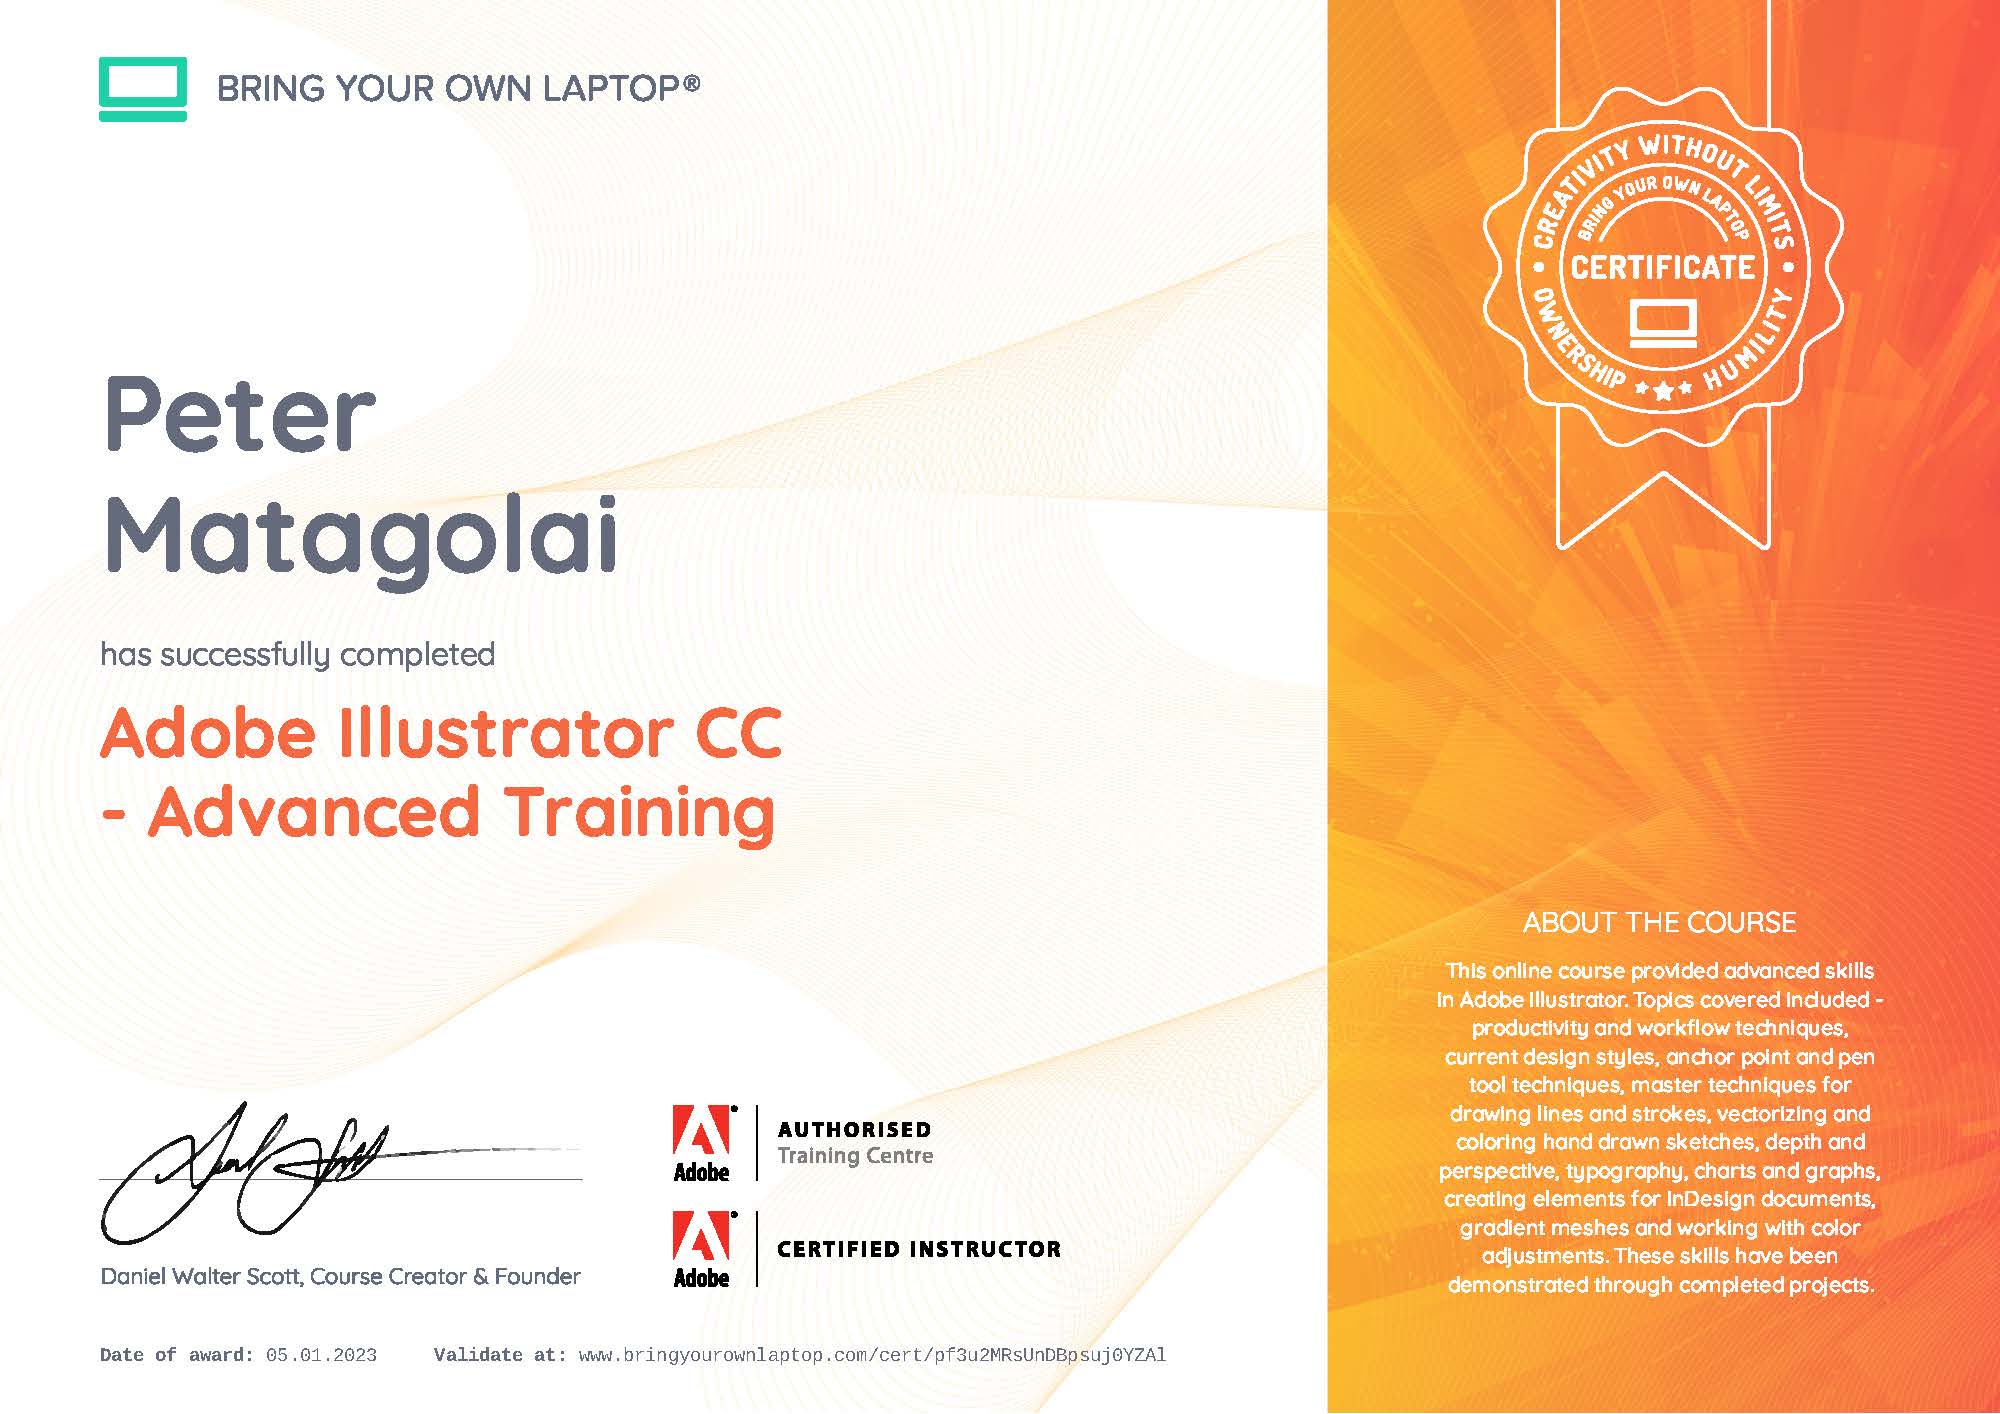 BRING YOUR OWN LAPTOP®
Peter
Matagolai
has successfully completed
Adobe Illustrator CC
- Advanced Training
Daniel Walter Scott, Course Creator & Founder
Adobe
AUTHORISED
Training Centre
Adobe
CERTIFIED INSTRUCTOR
Date of award: 05.01.2023 Validate at: www.bringyourownlaptop.com/cert/pf3u2MRsUnDBpsuj0YZAl
CREATIVITY WITHOUT LIMITS
BRING YOUR OWN LAPTOP
CERTIFICATE
OWNERSHIP
HUMILITY
ABOUT THE COURSE
This online course provided advanced skills
in Adobe Illustrator. Topics covered included -
productivity and workflow techniques,
current design styles, anchor point and pen
tool techniques, master techniques for
drawing lines and strokes, vectorizing and
coloring hand drawn sketches, depth and
perspective, typography, charts and graphs,
creating elements for InDesign documents,
gradient meshes and working with color
adjustments. These skills have been
demonstrated through completed projects.